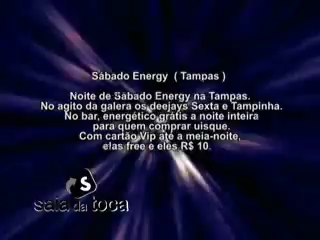 Sábado Energy ( Tampas )
Noite de Sábado Energy na Tampas.
No agito da galera os deejays Sexta e Tampinha.
No bar, energético grátis a noite inteira
para quem comprar uisque.
Com cartão Vip até a meia-noite,
elas free e eles R$ 10.
S
saia da toca